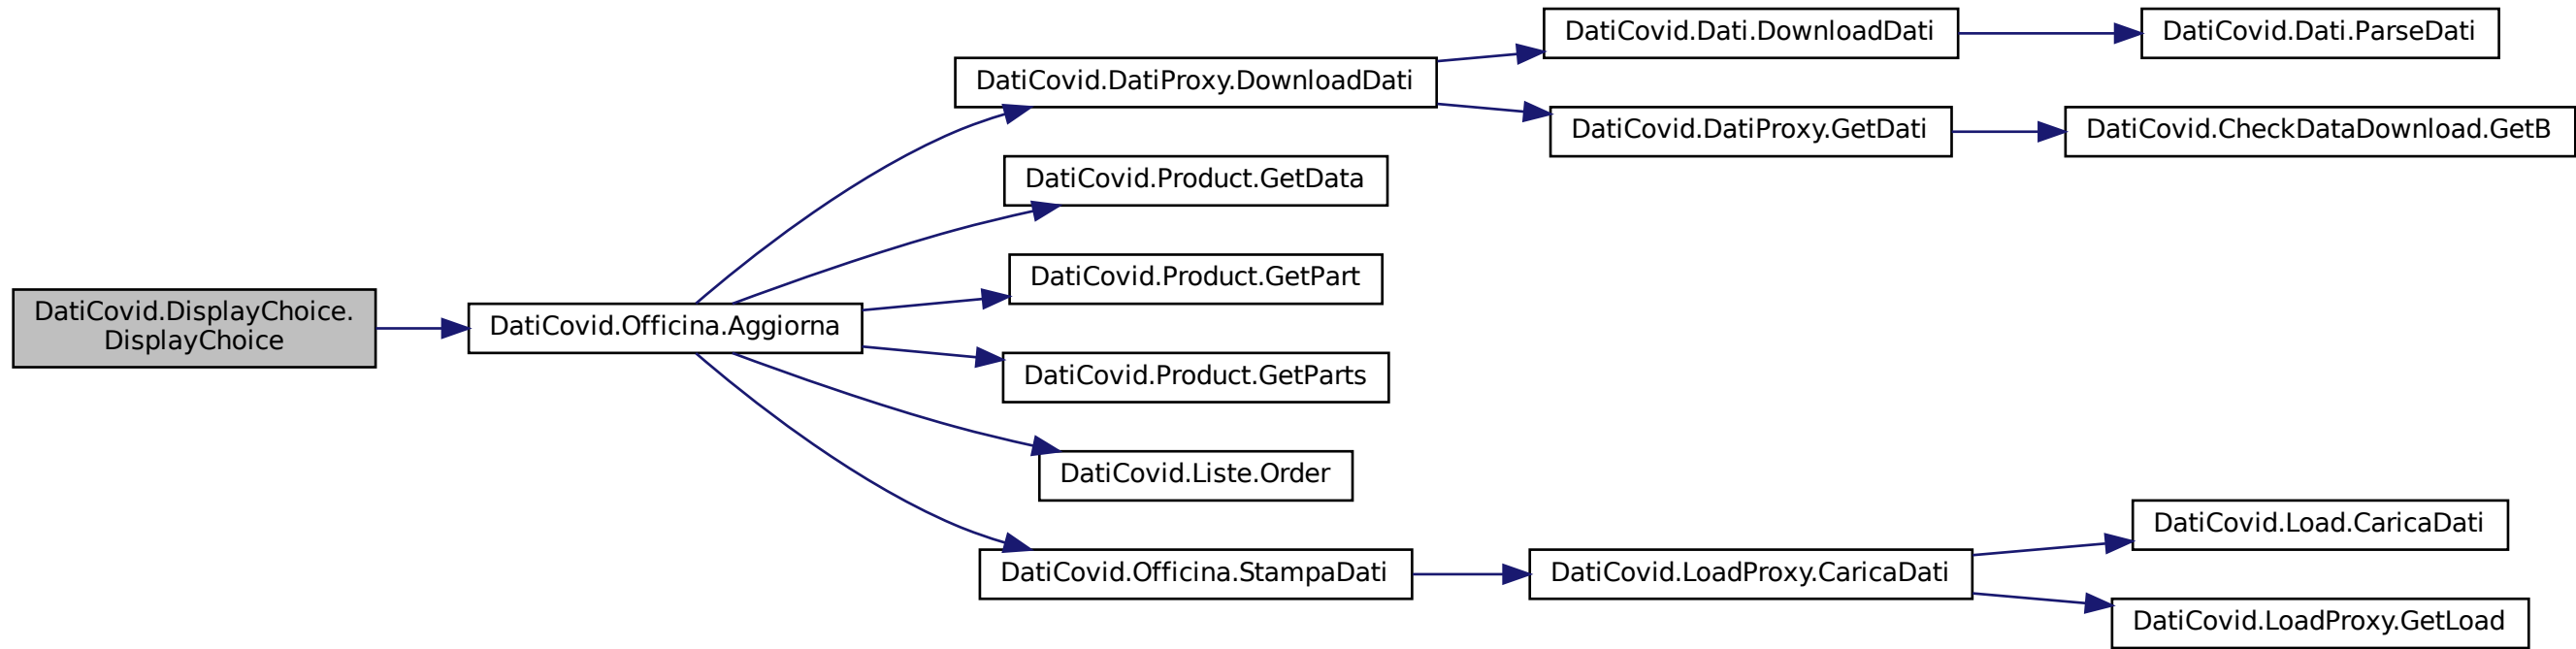 DatiCovid.DisplayChoice.
DisplayChoice
DatiCovid.Officina.Aggiorna
DatiCovid.DatiProxy.DownloadDati
DatiCovid.Dati.DownloadDati
DatiCovid.Dati.ParseDati
DatiCovid.DatiProxy.GetDati
DatiCovid.CheckDataDownload.GetB
DatiCovid.Product.GetData
DatiCovid.Product.GetPart
DatiCovid.Product.GetParts
DatiCovid.Liste.Order
DatiCovid.Officina.StampaDati
DatiCovid.LoadProxy.CaricaDati
DatiCovid.Load.CaricaDati
DatiCovid.LoadProxy.GetLoad